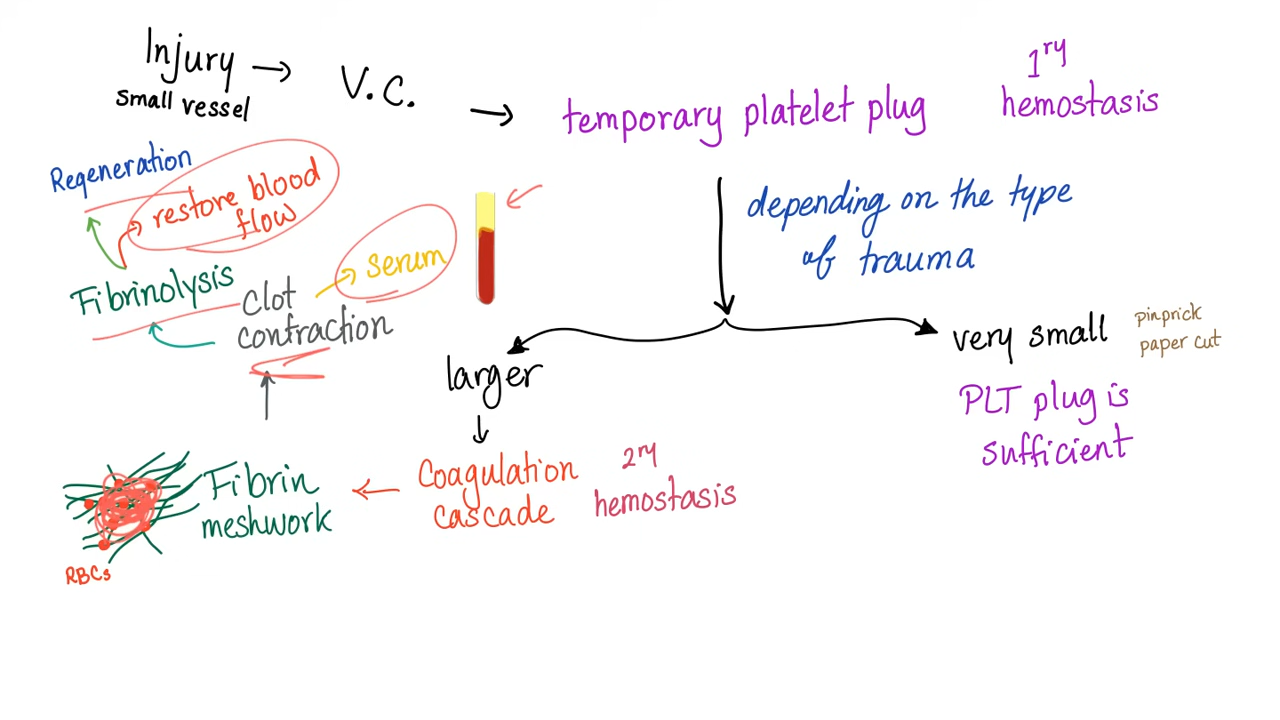 Injury
small vessel
V.C.
temporary platelet plug
1ry
hemostasis
depending on the type
of trauma
very small
pinprick
paper cut
PLT plug is
sufficient
larger
Coagulation
cascade
2ry
hemostasis
Fibrin
meshwork
RBCs
Clot
contraction
serum
Fibrinolysis
restore blood
flow
Regeneration